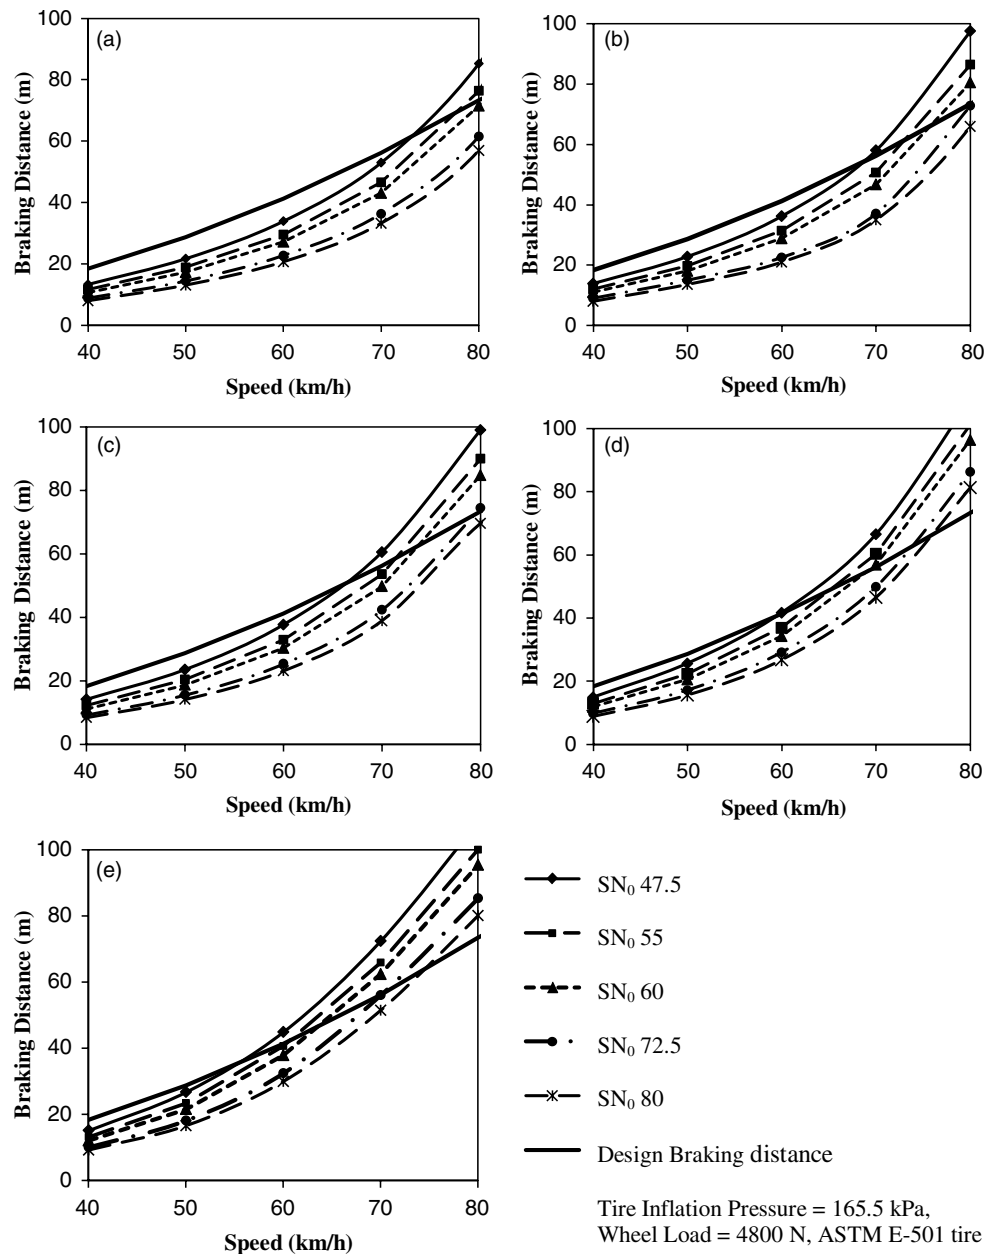 (a)
100
80
60
40
20
0
Braking Distance (m)
40 50 60 70 80
Speed (km/h)
(b)
100
80
60
40
20
0
Braking Distance (m)
40 50 60 70 80
Speed (km/h)
(c)
100
80
60
40
20
0
Braking Distance (m)
40 50 60 70 80
Speed (km/h)
(d)
100
80
60
40
20
0
Braking Distance (m)
40 50 60 70 80
Speed (km/h)
(e)
100
80
60
40
20
0
Braking Distance (m)
40 50 60 70 80
Speed (km/h)
SN₀ 47.5
SN₀ 55
SN₀ 60
SN₀ 72.5
SN₀ 80
Design Braking distance
Tire Inflation Pressure = 165.5 kPa,
Wheel Load = 4800 N, ASTM E-501 tire